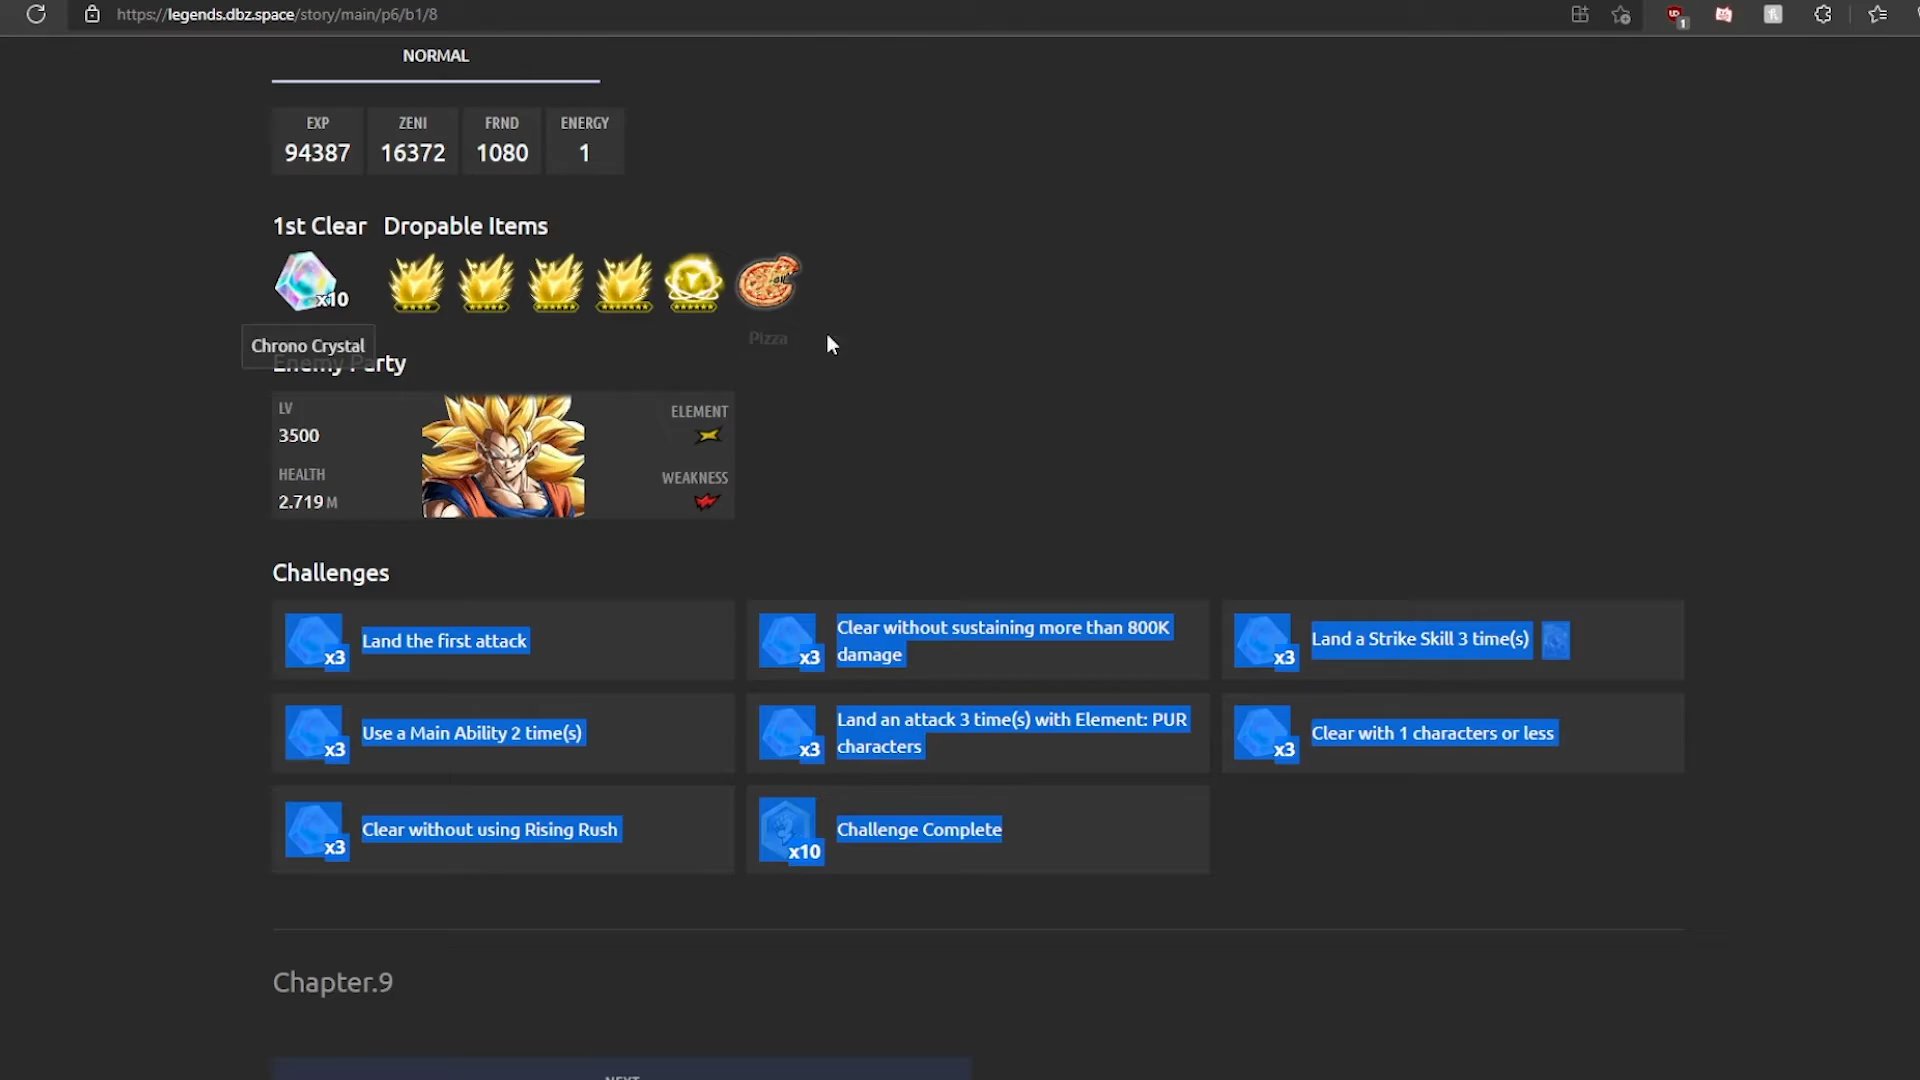 https://legends.dbz.space/story/main/p6/b1/8
1
NORMAL
EXP ZENI FRND ENERGY
94387 16372 1080 1
1st Clear Dropable Items
x10
Chrono Crystal
Pizza
Enemy Party
LV
3500
ELEMENT
HEALTH
2.719 M
WEAKNESS
Challenges
x3 Land the first attack
x3 Clear without sustaining more than 800K
damage
x3 Land a Strike Skill 3 time(s)
x3 Use a Main Ability 2 time(s)
x3 Land an attack 3 time(s) with Element: PUR
characters
x3 Clear with 1 characters or less
x3 Clear without using Rising Rush
x10 Challenge Complete
Chapter.9
NEXT